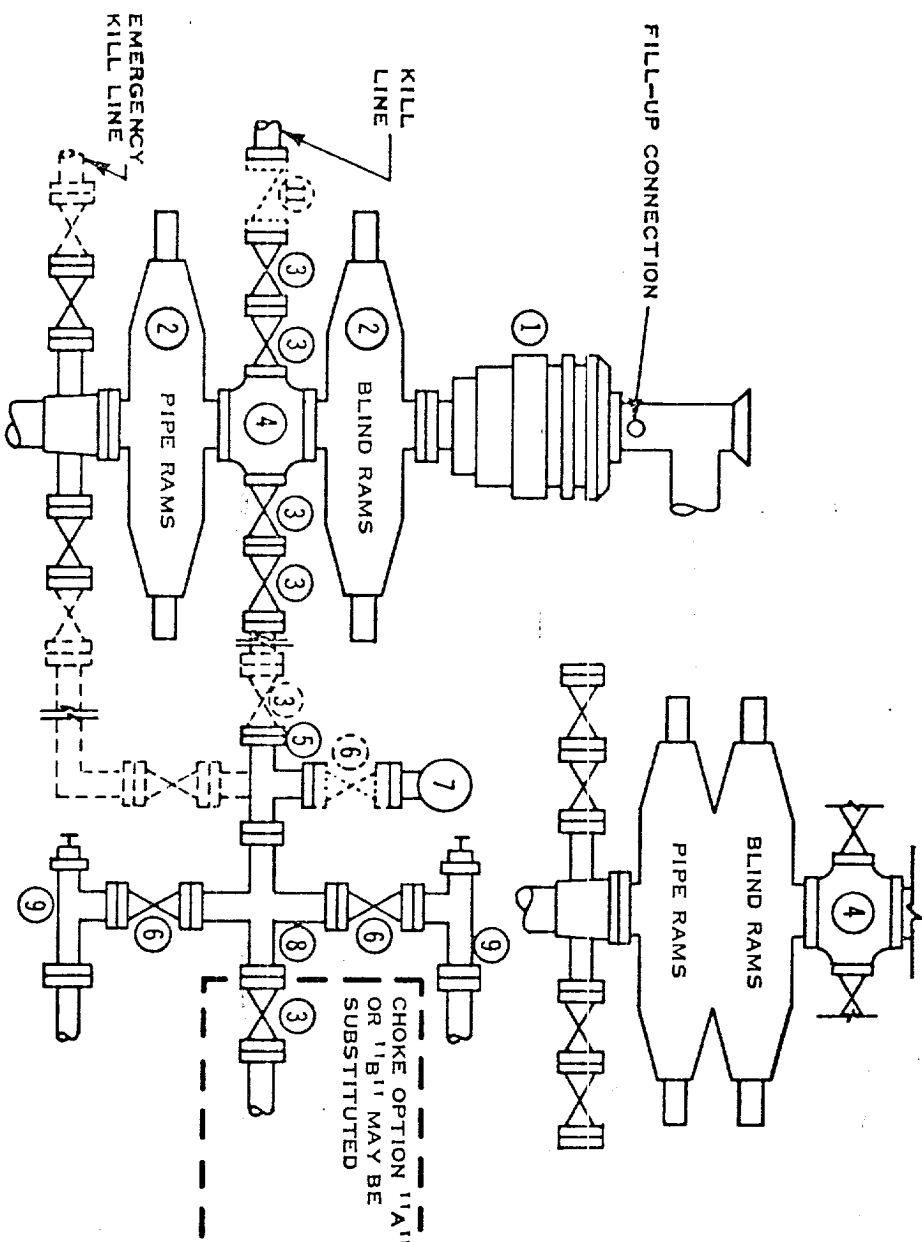 FILL-UP CONNECTION
KILL
LINE
EMERGENCY
KILL LINE
1
2
BLIND RAMS
11
3
3
4
3
3
2
PIPE RAMS
3
5
6
7
4
BLIND RAMS
PIPE RAMS
9
6
8
6
9
3
CHOKE OPTION "A"
OR "B" MAY BE
SUBSTITUTED